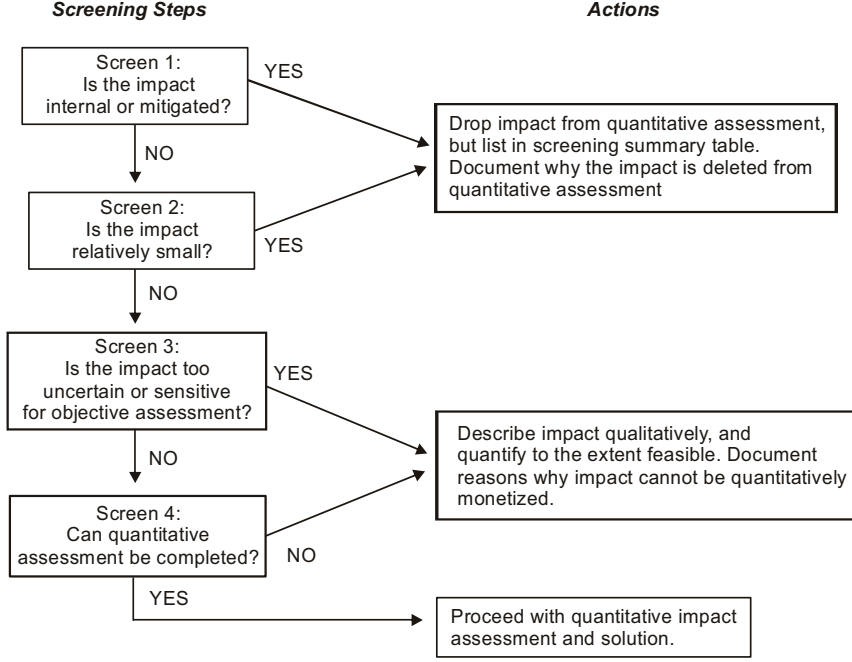 Screening Steps
Actions
Screen 1:
Is the impact
internal or mitigated?
YES
NO
Drop impact from quantitative assessment,
but list in screening summary table.
Document why the impact is deleted from
quantitative assessment
Screen 2:
Is the impact
relatively small?
YES
NO
Screen 3:
Is the impact too
uncertain or sensitive
for objective assessment?
YES
NO
Describe impact qualitatively, and
quantify to the extent feasible. Document
reasons why impact cannot be quantitatively
monetized.
Screen 4:
Can quantitative
assessment be completed?
NO
YES
Proceed with quantitative impact
assessment and solution.